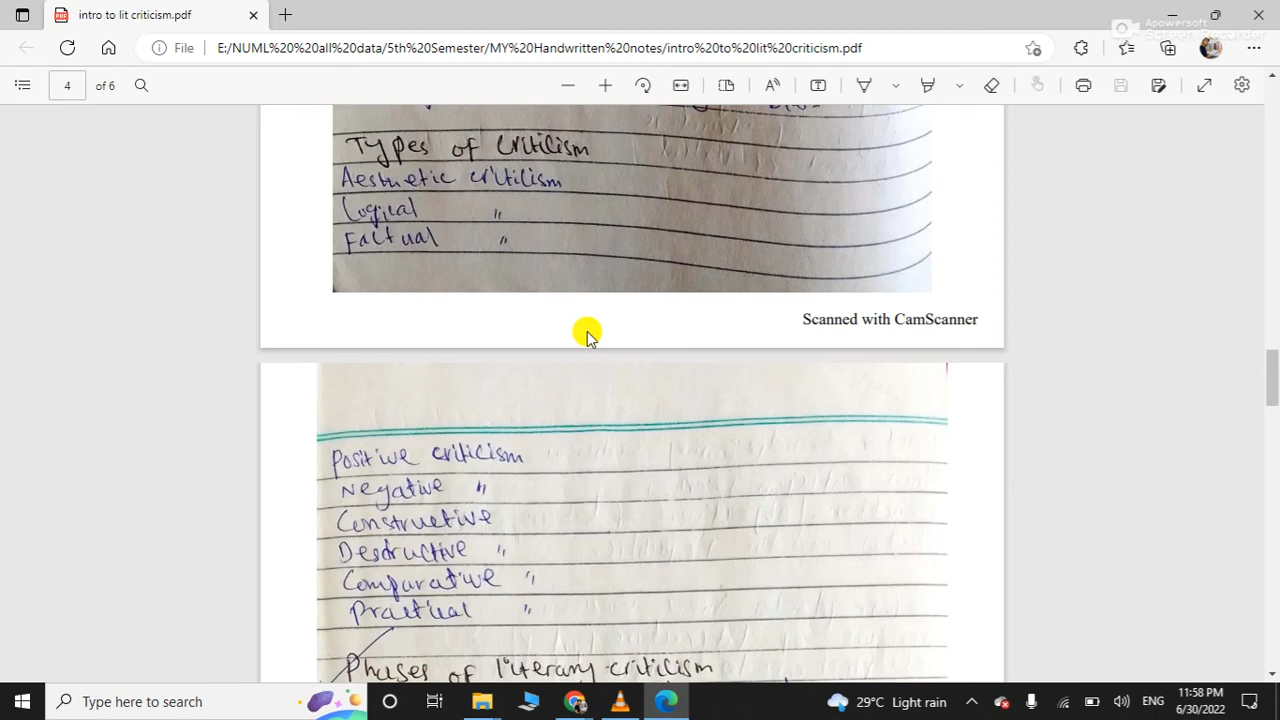 intro to lit criticism.pdf
Apowersoft
Screen Recorder
File E:/NUML%20%20all%20data/5th%20Semester/MY%20Handwritten%20notes/intro%20to%20lit%20criticism.pdf
4 of 6
Types of criticism
Aesthetic criticism
Logical "
Factual "
Scanned with CamScanner
Positive criticism
Negative "
Constructive
Destructive "
Comparative "
Practical "
Phases of literary criticism
Type here to search
29°C Light rain
ENG
11:58 PM
6/30/2022